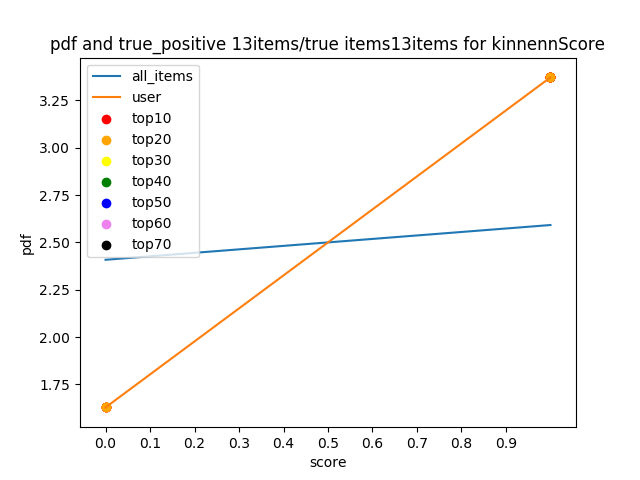 pdf and true_positive 13items/true items13items for kinnennScore
all_items
user
top10
top20
top30
top40
top50
top60
top70
3.25
3.00
2.75
2.50
2.25
2.00
1.75
pdf
0.0 0.1 0.2 0.3 0.4 0.5 0.6 0.7 0.8 0.9
score